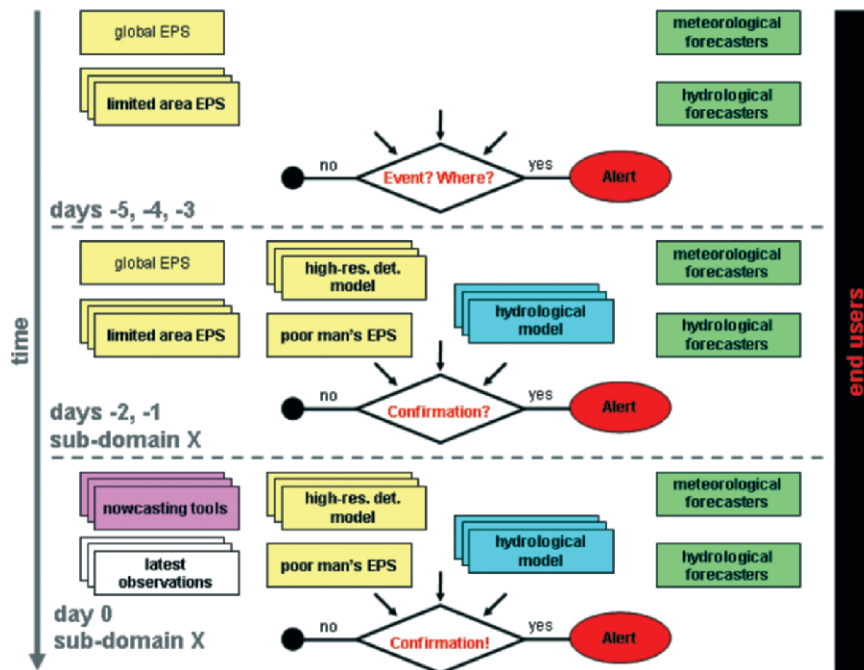 global EPS
limited area EPS
meteorological
forecasters
hydrological
forecasters
no
Event? Where?
yes
Alert
days -5, -4, -3
global EPS
limited area EPS
high-res. det.
model
poor man's EPS
hydrological
model
meteorological
forecasters
hydrological
forecasters
no
Confirmation?
yes
Alert
days -2, -1
sub-domain X
nowcasting tools
latest
observations
high-res. det.
model
poor man's EPS
hydrological
model
meteorological
forecasters
hydrological
forecasters
no
Confirmation!
yes
Alert
day 0
sub-domain X
time
end users